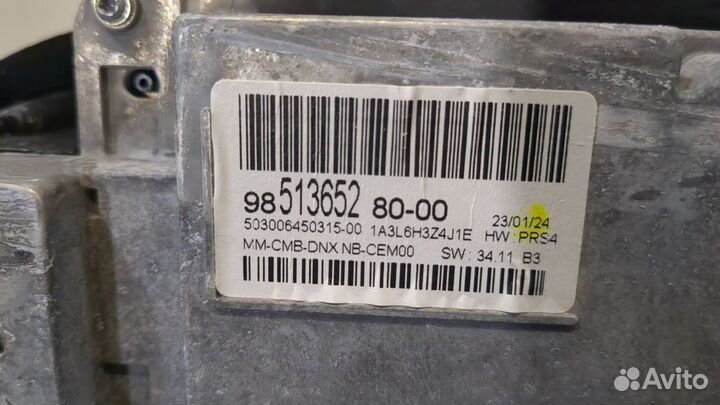 98 513652 80-00 23/01/24
503006450315-00 1A3L6H3Z4J1E HW : PRS4
MM-CMB-DNX NB-CEM00 SW : 34.11 B3
Avito